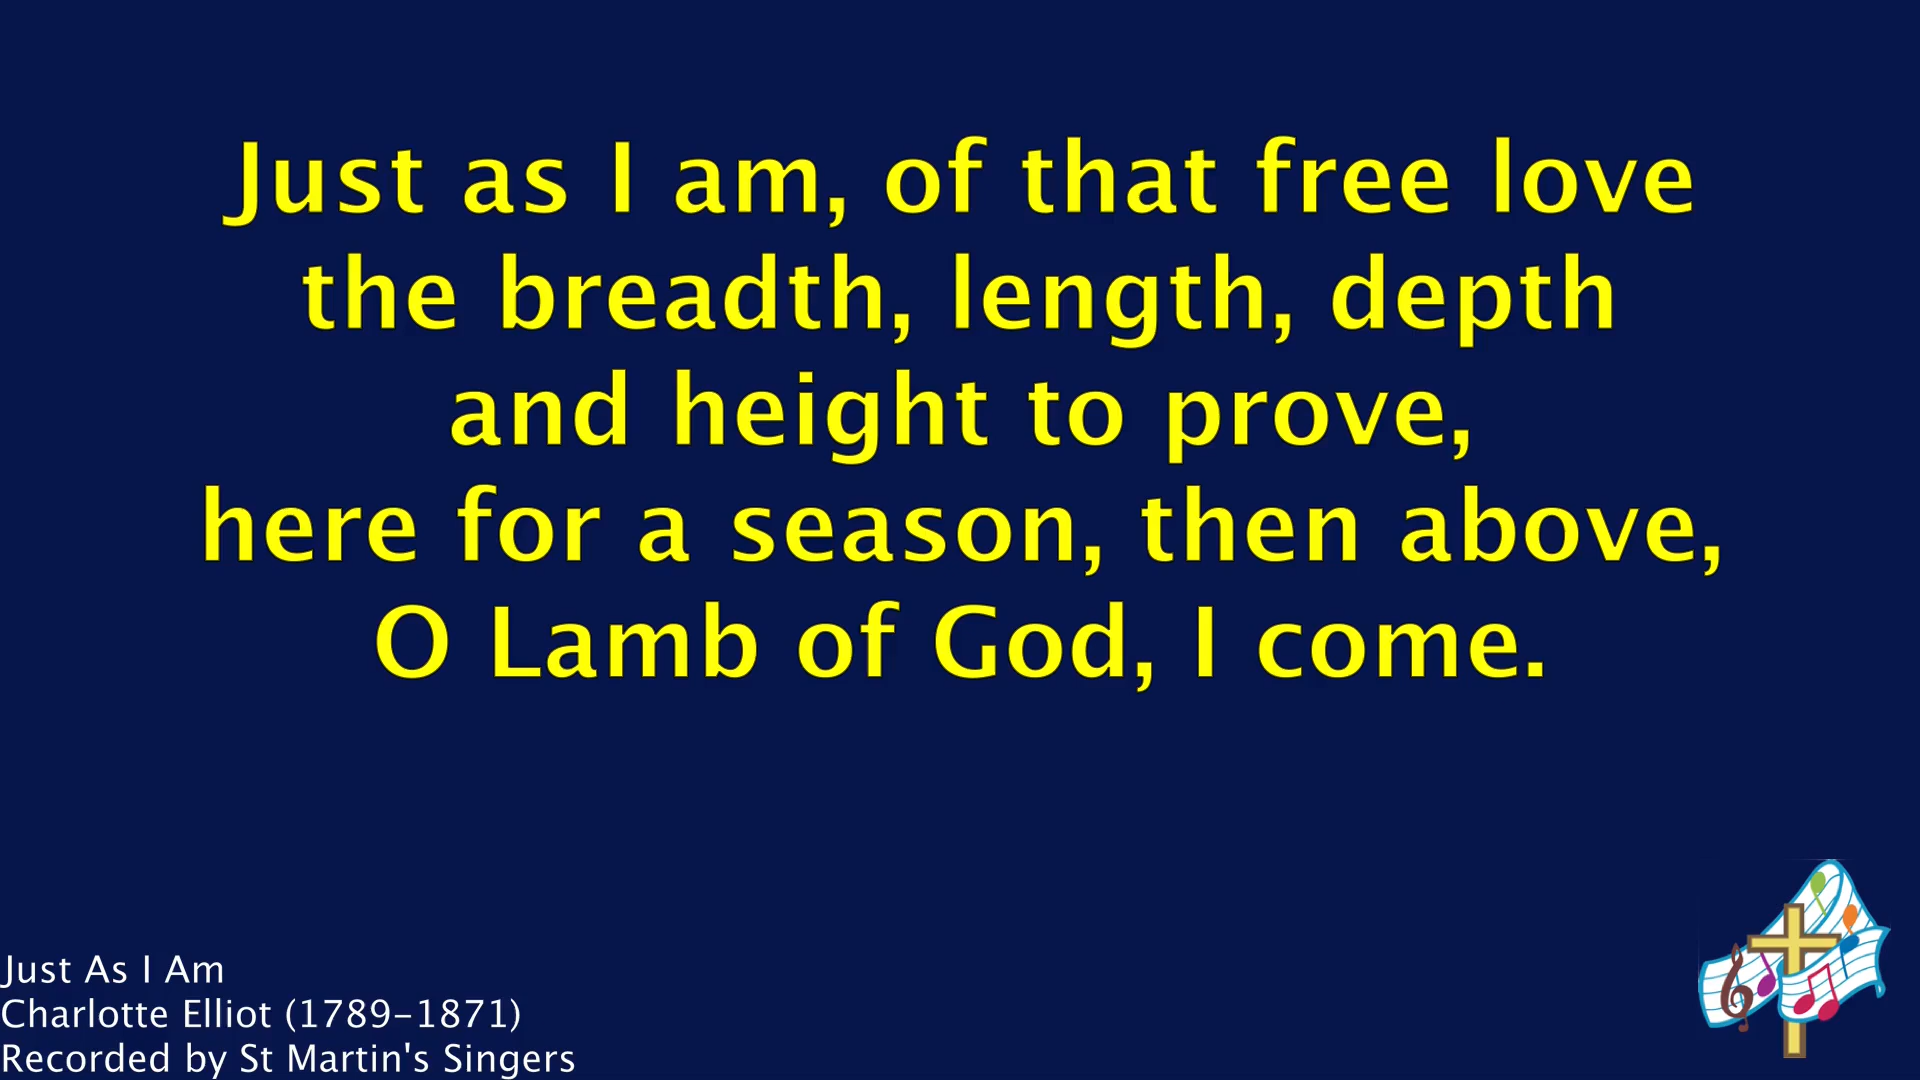 Just as I am, of that free love
the breadth, length, depth
and height to prove,
here for a season, then above,
O Lamb of God, I come.
Just As I Am
Charlotte Elliot (1789-1871)
Recorded by St Martin's Singers